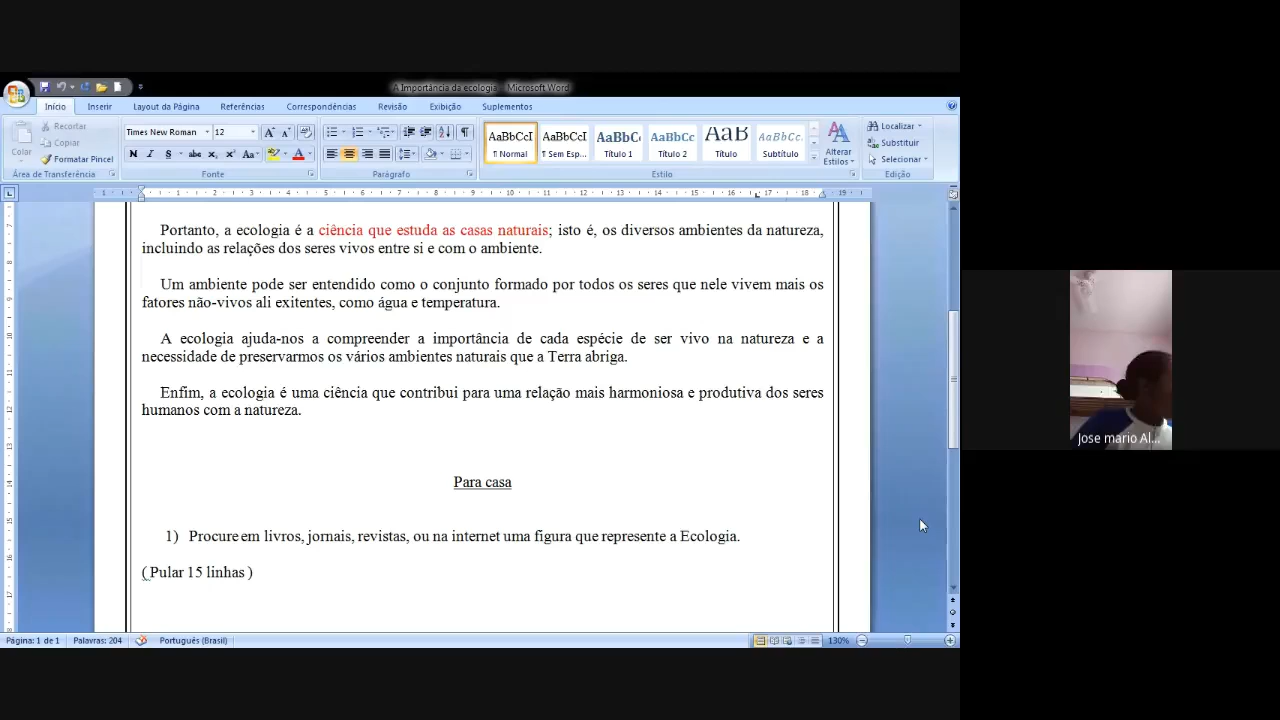 A Importância da ecologia - Microsoft Word
Início Inserir Layout da Página Referências Correspondências Revisão Exibição Suplementos
Colar
Recortar
Copiar
Formatar Pincel
Área de Transferência
Times New Roman 12
Fonte
Parágrafo
AaBbCcI AaBbCcI AaBbC AaBbCc AaB AaBbCc.
¶ Normal ¶ Sem Esp... Título 1 Título 2 Título Subtítulo
Alterar Estilos
Estilo
Localizar
Substituir
Selecionar
Edição
Portanto, a ecologia é a ciência que estuda as casas naturais; isto é, os diversos ambientes da natureza,
incluindo as relações dos seres vivos entre si e com o ambiente.
Um ambiente pode ser entendido como o conjunto formado por todos os seres que nele vivem mais os
fatores não-vivos ali exitentes, como água e temperatura.
A ecologia ajuda-nos a compreender a importância de cada espécie de ser vivo na natureza e a
necessidade de preservarmos os vários ambientes naturais que a Terra abriga.
Enfim, a ecologia é uma ciência que contribui para uma relação mais harmoniosa e produtiva dos seres
humanos com a natureza.
Para casa
1) Procure em livros, jornais, revistas, ou na internet uma figura que represente a Ecologia.
( Pular 15 linhas )
Página: 1 de 1 Palavras: 204 Português (Brasil) 130%
Jose mario Al...